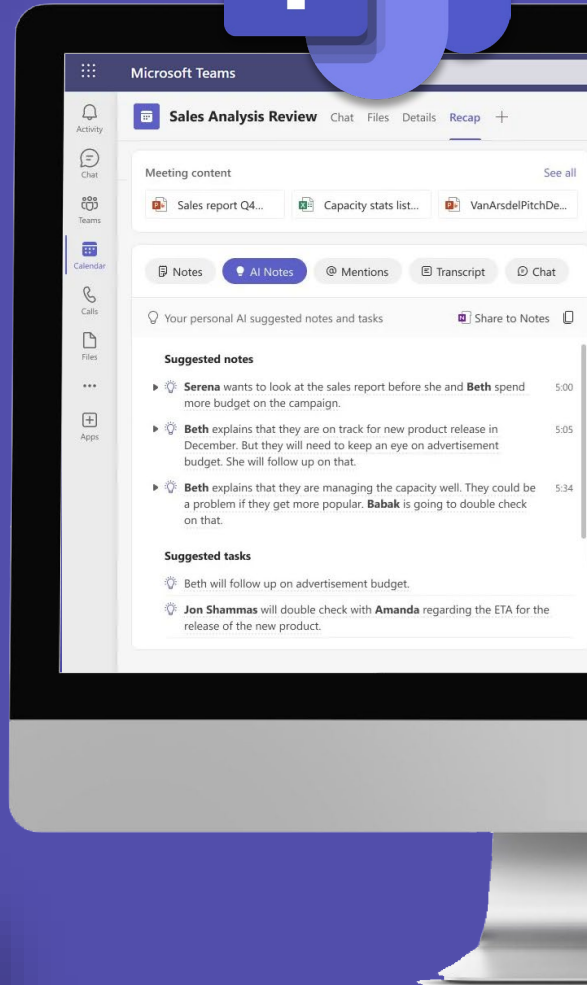 Microsoft Teams
Activity
Chat
Teams
Calendar
Calls
Files
Apps
Sales Analysis Review Chat Files Details Recap
Meeting content See all
Sales report Q4... Capacity stats list... VanArsdelPitchDe...
Notes AI Notes @ Mentions Transcript Chat
Your personal AI suggested notes and tasks Share to Notes
Suggested notes
Serena wants to look at the sales report before she and Beth spend 5:00
more budget on the campaign.
Beth explains that they are on track for new product release in 5:05
December. But they will need to keep an eye on advertisement
budget. She will follow up on that.
Beth explains that they are managing the capacity well. They could be 5:34
a problem if they get more popular. Babak is going to double check
on that.
Suggested tasks
Beth will follow up on advertisement budget.
Jon Shammas will double check with Amanda regarding the ETA for the
release of the new product.